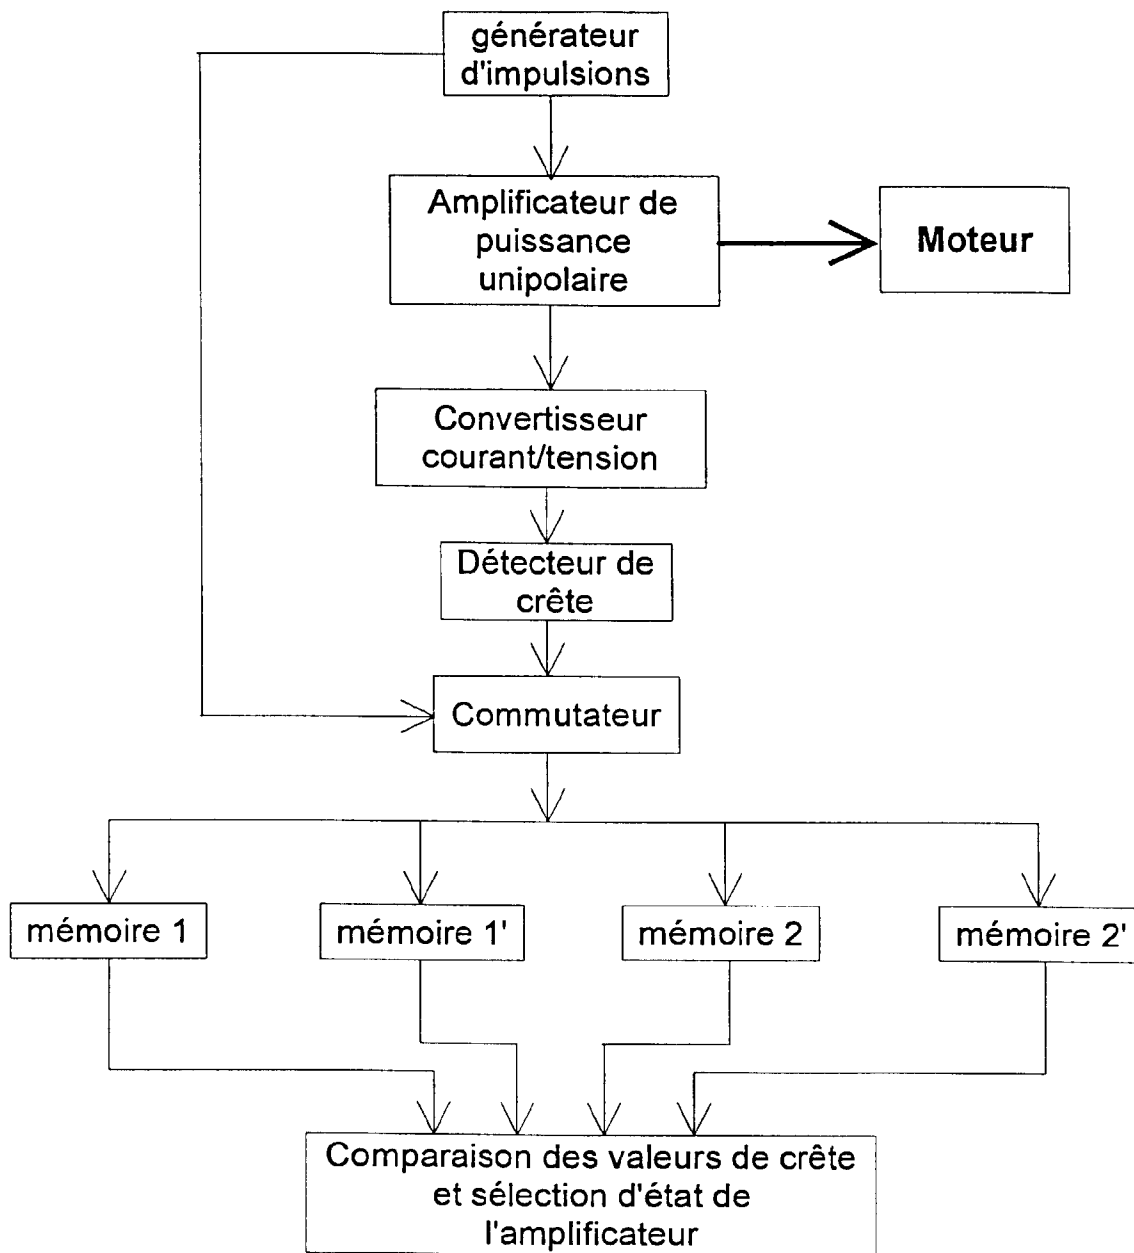 générateur
d'impulsions
Amplificateur de
puissance
unipolaire
Moteur
Convertisseur
courant/tension
Détecteur de
crête
Commutateur
mémoire 1
mémoire 1'
mémoire 2
mémoire 2'
Comparaison des valeurs de crête
et sélection d'état de
l'amplificateur